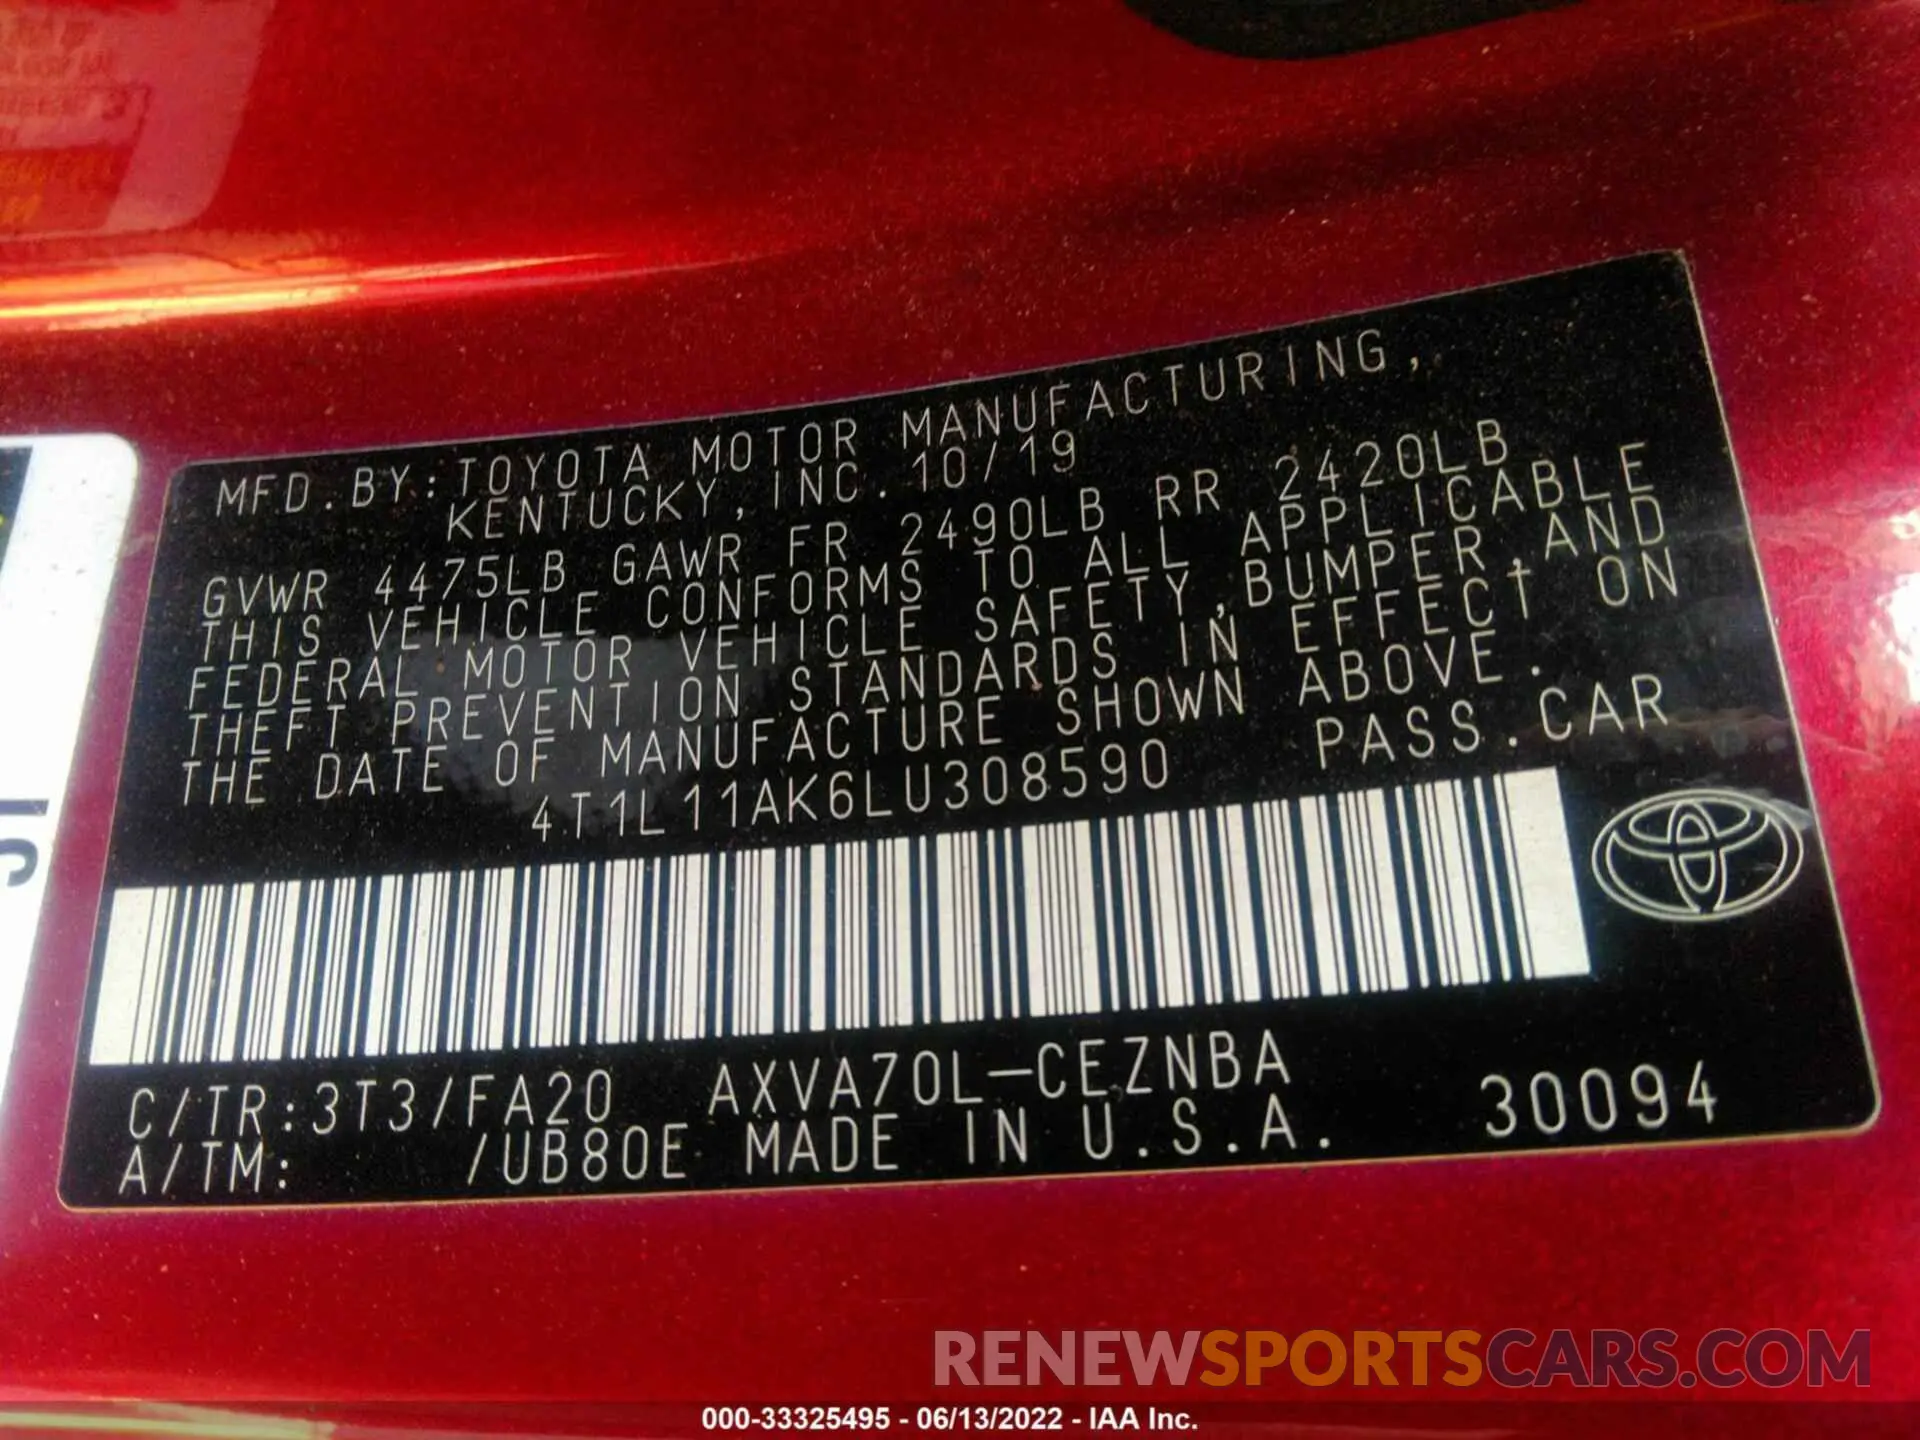 MFD.BY:TOYOTA MOTOR MANUFACTURING,
KENTUCKY,INC. 10/19
GVWR 4475LB GAWR FR 2490LB RR 2420LB
THIS VEHICLE CONFORMS TO ALL APPLICABLE
FEDERAL MOTOR VEHICLE SAFETY,BUMPER,AND
THEFT PREVENTION STANDARDS IN EFFECT ON
THE DATE OF MANUFACTURE SHOWN ABOVE.
4T1L11AK6LU308590 PASS.CAR
C/TR:3T3/FA20 AXVA70L-CEZNBA
A/TM: /UB80E MADE IN U.S.A. 30094
RENEWSPORTSCARS.COM
000-33325495 - 06/13/2022 - IAA Inc.